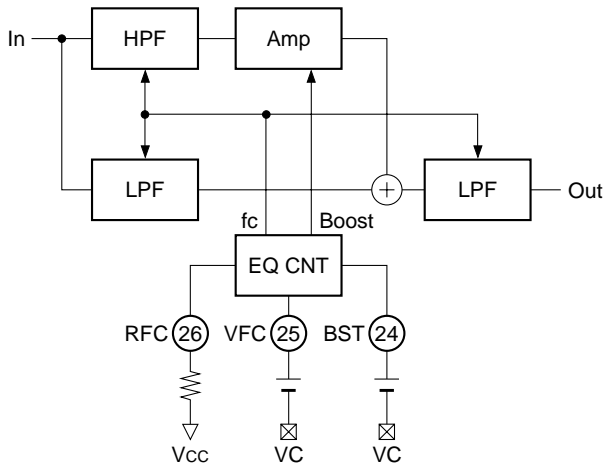 In HPF Amp
LPF + LPF Out
fc Boost
EQ CNT
RFC 26 VFC 25 BST 24
VCC VC VC